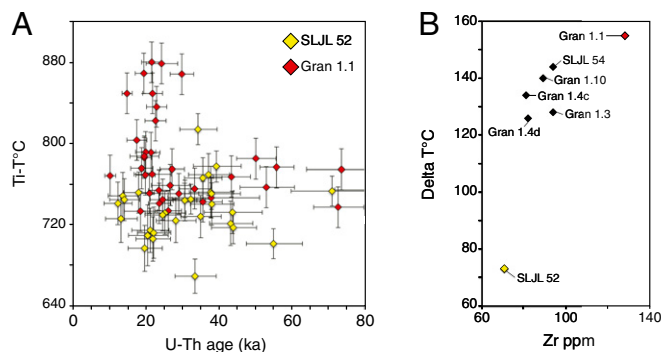 A
SLJL 52
Gran 1.1
Ti-T°C
880
800
720
640
0
20
40
60
80
U-Th age (ka)
B
Delta T°C
160
140
120
100
80
60
Gran 1.1
SLJL 54
Gran 1.10
Gran 1.4c
Gran 1.3
Gran 1.4d
SLJL 52
60
100
140
Zr ppm